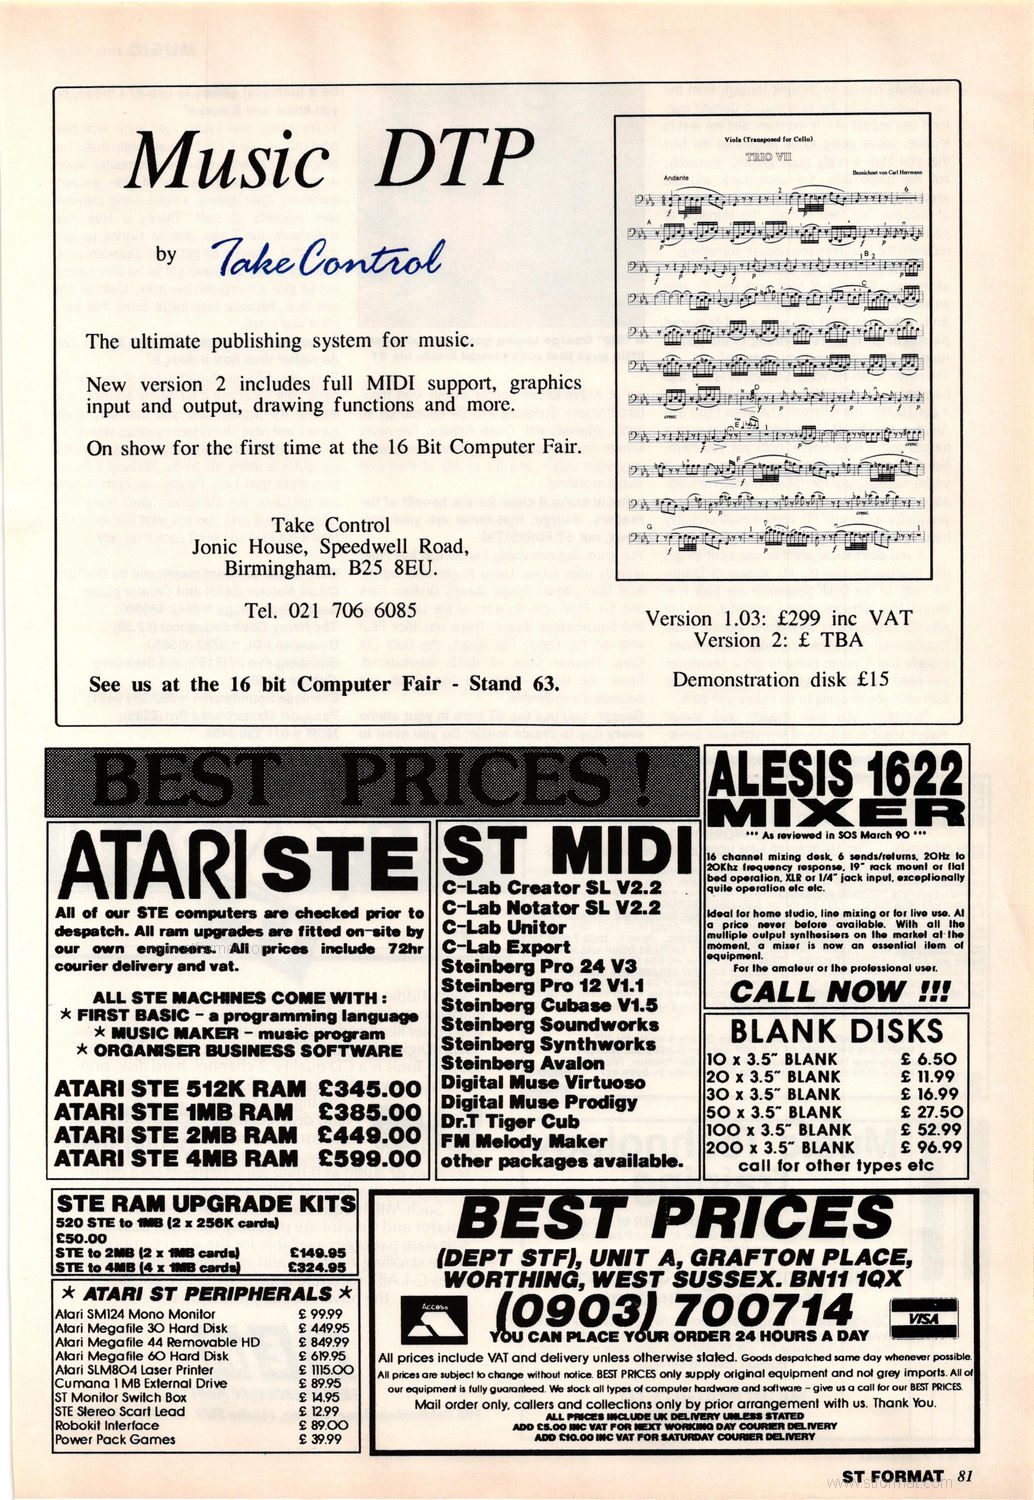 Music DTP
by Take Control
The ultimate publishing system for music.
New version 2 includes full MIDI support, graphics
input and output, drawing functions and more.
On show for the first time at the 16 Bit Computer Fair.
Take Control
Jonic House, Speedwell Road,
Birmingham. B25 8EU.
Tel. 021 706 6085
See us at the 16 bit Computer Fair - Stand 63.
Viola (Transposed for Cello)
TRIO VII
Bezeichnet von Carl Herrmann
Andante
Version 1.03: £299 inc VAT
Version 2: £ TBA
Demonstration disk £15
BEST PRICES!
ATARI STE
All of our STE computers are checked prior to
despatch. All ram upgrades are fitted on-site by
our own engineers. All prices include 72hr
courier delivery and vat.
ALL STE MACHINES COME WITH :
* FIRST BASIC - a programming language
* MUSIC MAKER - music program
* ORGANISER BUSINESS SOFTWARE
ATARI STE 512K RAM £345.00
ATARI STE 1MB RAM £385.00
ATARI STE 2MB RAM £449.00
ATARI STE 4MB RAM £599.00
ST MIDI
C-Lab Creator SL V2.2
C-Lab Notator SL V2.2
C-Lab Unitor
C-Lab Export
Steinberg Pro 24 V3
Steinberg Pro 12 V1.1
Steinberg Cubase V1.5
Steinberg Soundworks
Steinberg Synthworks
Steinberg Avalon
Digital Muse Virtuoso
Digital Muse Prodigy
Dr.T Tiger Cub
FM Melody Maker
other packages available.
ALESIS 1622
MIXER
*** As reviewed in SOS March 90 ***
16 channel mixing desk, 6 sends/returns, 20Hz to
20Khz frequency response, 19" rack mount or flat
bed operation, XLR or 1/4" jack input, exceptionally
quite operation etc etc.
Ideal for home studio, line mixing or for live use. At
a price never before available. With all the
multiple output synthesisers on the market at the
moment, a mixer is now an essential item of
equipment.
For the amateur or the professional user.
CALL NOW !!!
BLANK DISKS
10 x 3.5" BLANK £ 6.50
20 x 3.5" BLANK £ 11.99
30 x 3.5" BLANK £ 16.99
50 x 3.5" BLANK £ 27.50
100 x 3.5" BLANK £ 52.99
200 x 3.5" BLANK £ 96.99
call for other types etc
STE RAM UPGRADE KITS
520 STE to 1MB (2 x 256K cards)
£50.00
STE to 2MB (2 x 1MB cards) £149.95
STE to 4MB (4 x 1MB cards) £324.95
* ATARI ST PERIPHERALS *
Atari SM124 Mono Monitor £ 99.99
Atari Megafile 30 Hard Disk £ 449.95
Atari Megafile 44 Removable HD £ 849.99
Atari Megafile 60 Hard Disk £ 619.95
Atari SLM804 Laser Printer £ 1115.00
Cumana 1 MB External Drive £ 89.95
ST Monitor Switch Box £ 14.95
STE Stereo Scart Lead £ 12.99
Robokit Interface £ 89.00
Power Pack Games £ 39.99
BEST PRICES
(DEPT STF), UNIT A, GRAFTON PLACE,
WORTHING, WEST SUSSEX. BN11 1QX
Access
(0903) 700714
VISA
YOU CAN PLACE YOUR ORDER 24 HOURS A DAY
All prices include VAT and delivery unless otherwise stated. Goods despatched same day whenever possible.
All prices are subject to change without notice. BEST PRICES only supply original equipment and not grey imports. All of
our equipment is fully guaranteed. We stock all types of computer hardware and software - give us a call for our BEST PRICES.
Mail order only, callers and collections only by prior arrangement with us. Thank You.
ALL PRICES INCLUDE UK DELIVERY UNLESS STATED
ADD £5.00 INC VAT FOR NEXT WORKING DAY COURIER DELIVERY
ADD £10.00 INC VAT FOR SATURDAY COURIER DELIVERY
ST FORMAT 81
www.stformat.com